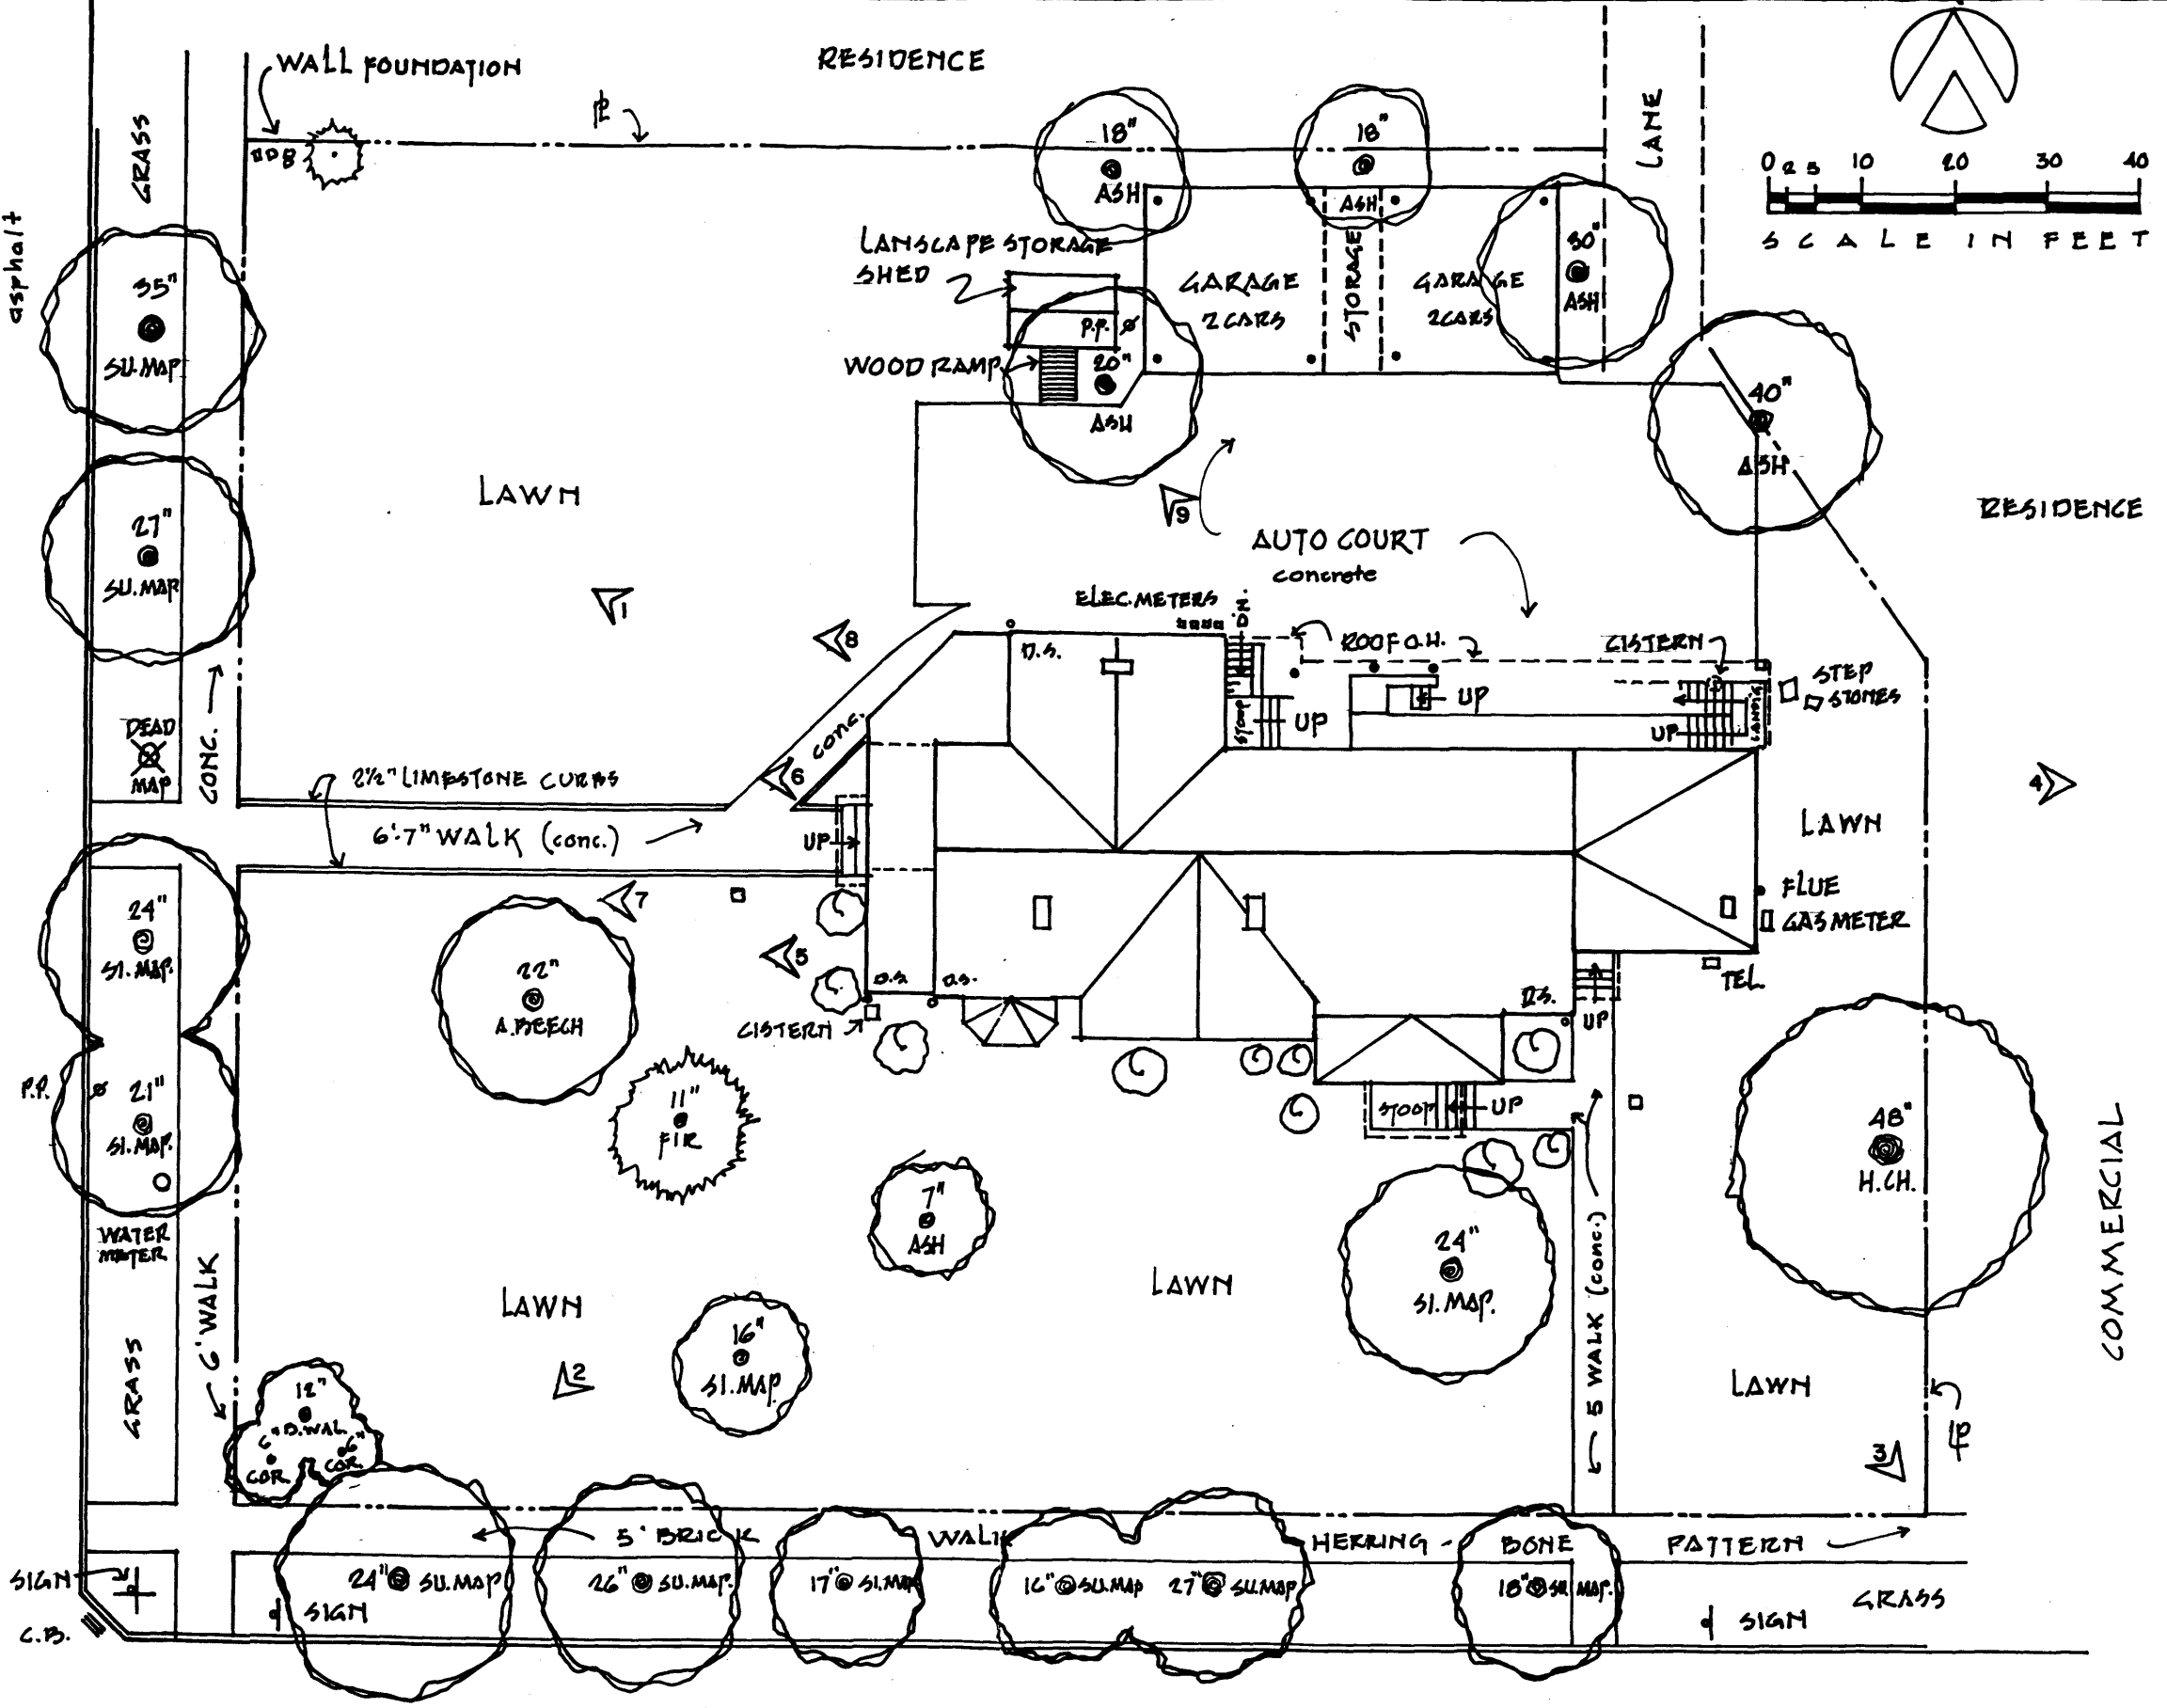 WALL FOUNDATION
RESIDENCE
PL
GRASS
LANE
18"
ASH
18"
ASH
0 2 5 10 20 30 40
SCALE IN FEET
asphalt
35"
SU.MAP
LANSCAPE STORAGE
SHED
GARAGE
2 CARS
STORAGE
GARAGE
2 CARS
30"
ASH
P.P.
WOOD RAMP
20"
ASH
40"
ASH
LAWN
27"
SU.MAP
9
RESIDENCE
AUTO COURT
concrete
1
8
ELEC. METERS
DN.
D.S.
ROOF O.H.
CISTERN
STEP
STONES
UP
STOOP
UP
UP
LANDIG
DEAD
MAP
CONC.
conc.
6
4
2½" LIMESTONE CURBS
6'-7" WALK (conc.)
UP
LAWN
7
FLUE
GAS METER
24"
SI. MAP.
22"
A. BEECH
5
D.S.
D.S.
D.S.
TEL.
CISTERN
UP
P.P.
21"
SI. MAP.
11"
FIR
STOOP
UP
48"
H.CH.
COMMERCIAL
WATER
METER
7"
ASH
24"
SI. MAP.
5 WALK (conc.)
LAWN
LAWN
6' WALK
GRASS
16"
SI. MAP.
2
LAWN
PL
12"
B. WAL.
6"
COR.
6"
COR.
3
5' BRICK WALK HERRING - BONE PATTERN
SIGN
24" SU.MAP
26" SU.MAP.
17" SI.MAP
16" SU.MAP
27" SU.MAP
18" SU MAP.
GRASS
SIGN
SIGN
C.B.